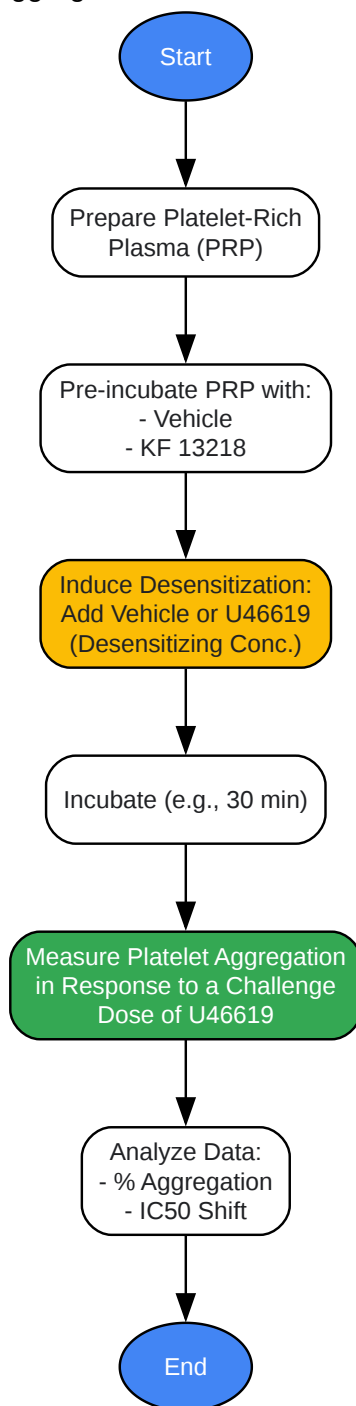 Start
Prepare Platelet-Rich
Plasma (PRP)
Pre-incubate PRP with:
- Vehicle
- KF 13218
Induce Desensitization:
Add Vehicle or U46619
(Desensitizing Conc.)
Incubate (e.g., 30 min)
Measure Platelet Aggregation
in Response to a Challenge
Dose of U46619
Analyze Data:
- % Aggregation
- IC50 Shift
End